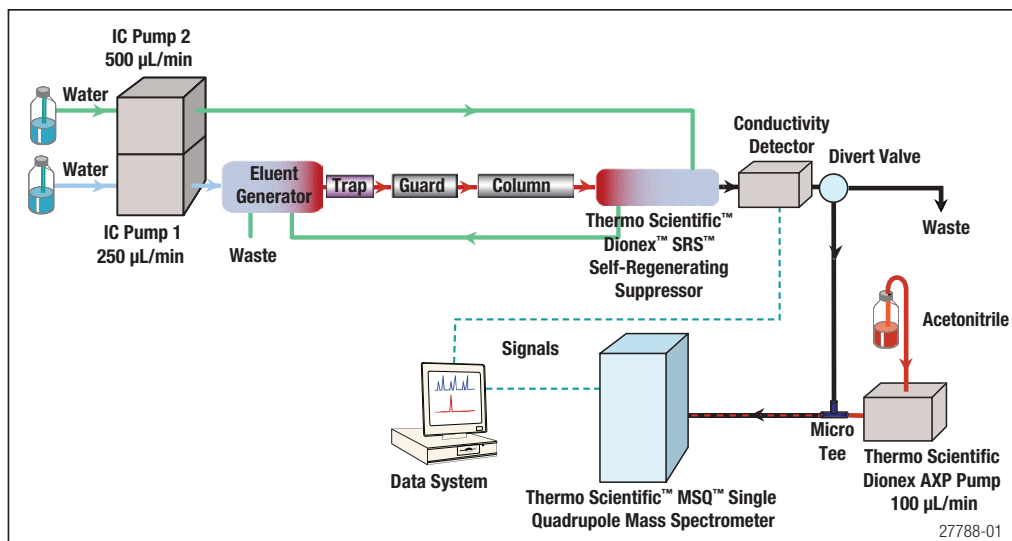 IC Pump 2
500 µL/min
Water
Water
IC Pump 1
250 µL/min
Eluent
Generator
Waste
Trap
Guard
Column
Thermo Scientific™
Dionex™ SRS™
Self-Regenerating
Suppressor
Conductivity
Detector
Divert Valve
Waste
Acetonitrile
Signals
Micro
Tee
Data System
Thermo Scientific™ MSQ™ Single
Quadrupole Mass Spectrometer
Thermo Scientific
Dionex AXP Pump
100 µL/min
27788-01